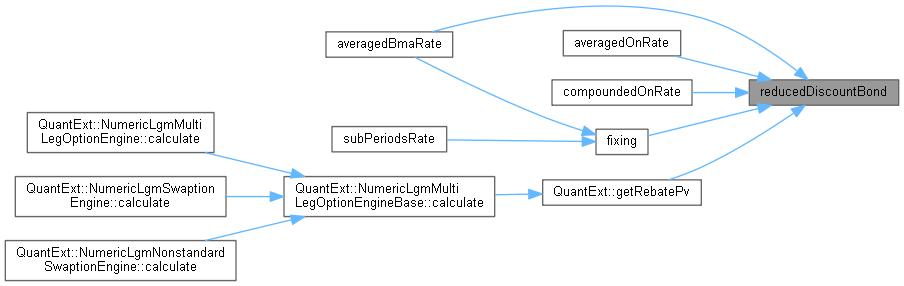 averagedBmaRate
averagedOnRate
reducedDiscountBond
compoundedOnRate
QuantExt::NumericLgmMulti
LegOptionEngine::calculate
subPeriodsRate
fixing
QuantExt::NumericLgmSwaption
Engine::calculate
QuantExt::NumericLgmMulti
LegOptionEngineBase::calculate
QuantExt::getRebatePv
QuantExt::NumericLgmNonstandard
SwaptionEngine::calculate